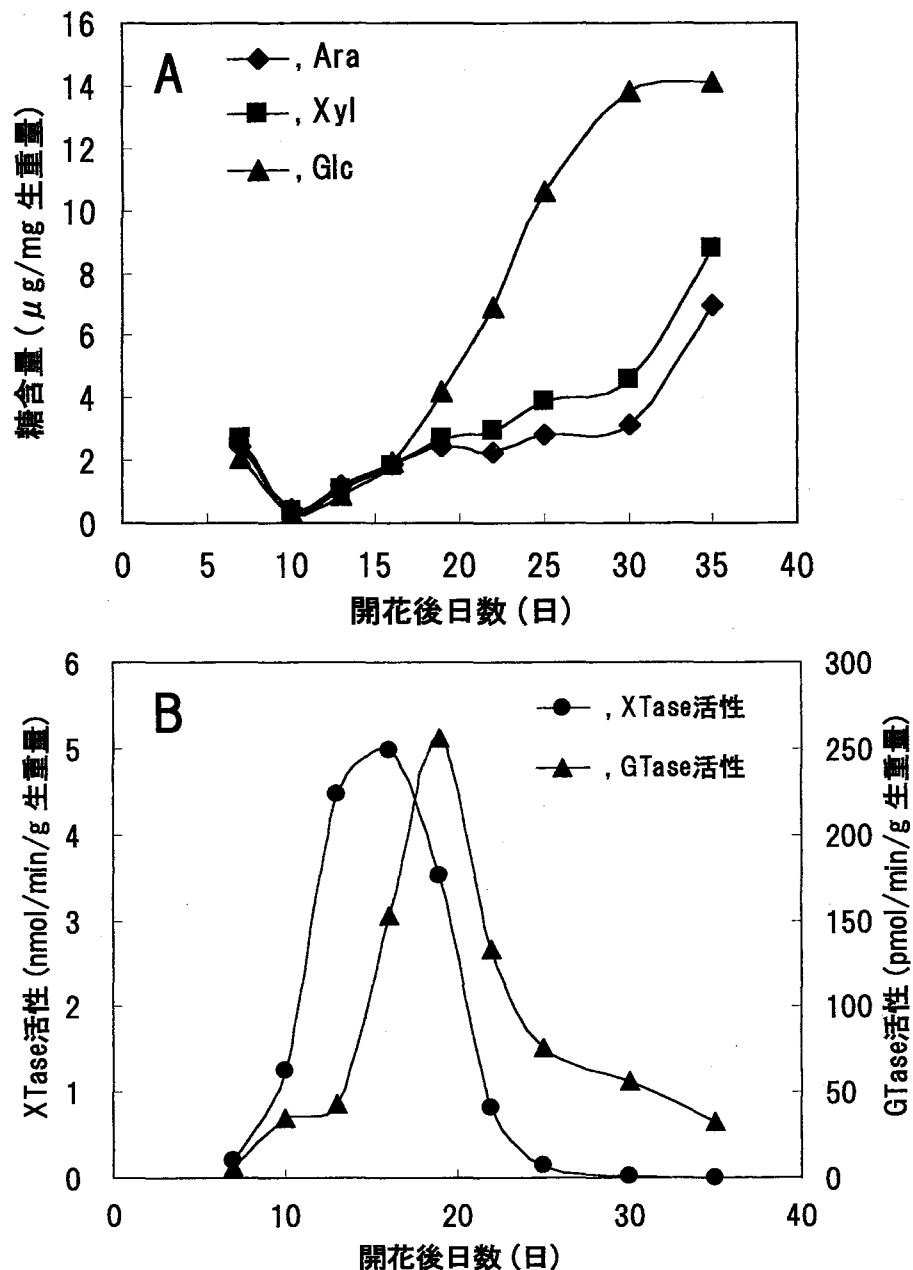 A
, Ara
, Xyl
, Glc
糖含量 (μg/mg 生重量)
16
14
12
10
8
6
4
2
0
0 5 10 15 20 25 30 35 40
開花後日数 (日)
B
, XTase活性
, GTase活性
XTase活性 (nmol/min/g 生重量)
6
5
4
3
2
1
0
GTase活性 (pmol/min/g 生重量)
300
250
200
150
100
50
0
0 10 20 30 40
開花後日数 (日)